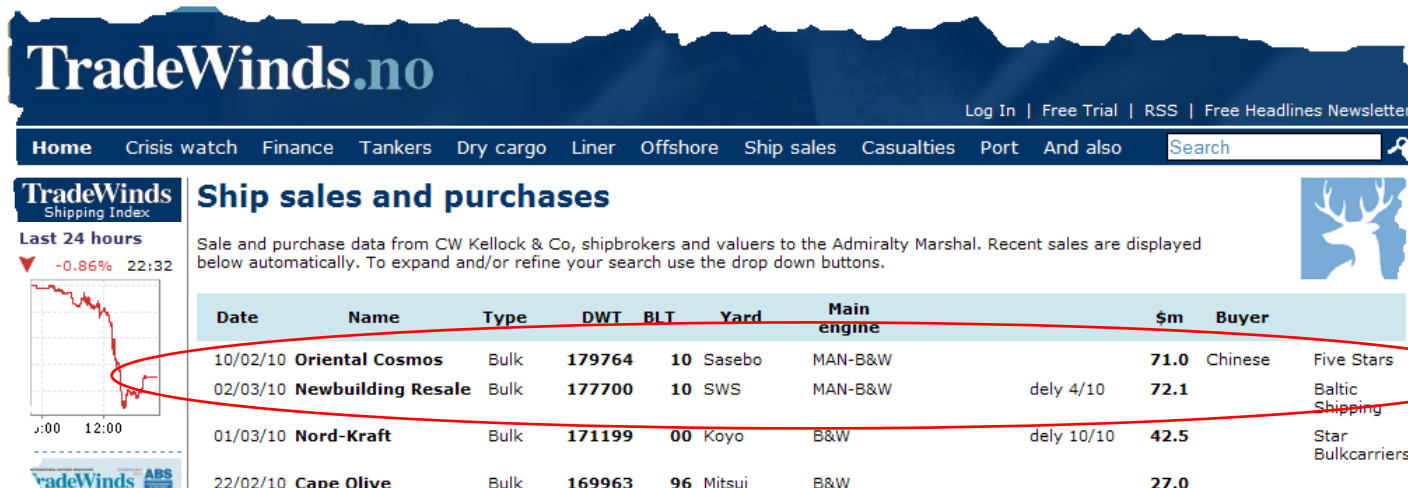 TradeWinds.no
Log In | Free Trial | RSS | Free Headlines Newsletter
Home Crisis watch Finance Tankers Dry cargo Liner Offshore Ship sales Casualties Port And also Search
TradeWinds
Shipping Index
Last 24 hours
-0.86% 22:32
12:00
TradeWinds ABS
Ship sales and purchases
Sale and purchase data from CW Kellock & Co, shipbrokers and valuers to the Admiralty Marshal. Recent sales are displayed
below automatically. To expand and/or refine your search use the drop down buttons.
Date Name Type DWT BLT Yard Main engine $m Buyer
10/02/10 Oriental Cosmos Bulk 179764 10 Sasebo MAN-B&W 71.0 Chinese Five Stars
02/03/10 Newbuilding Resale Bulk 177700 10 SWS MAN-B&W dely 4/10 72.1 Baltic
Shipping
01/03/10 Nord-Kraft Bulk 171199 00 Koyo B&W dely 10/10 42.5 Star
Bulkcarriers
22/02/10 Cape Olive Bulk 169963 96 Mitsui B&W 27.0